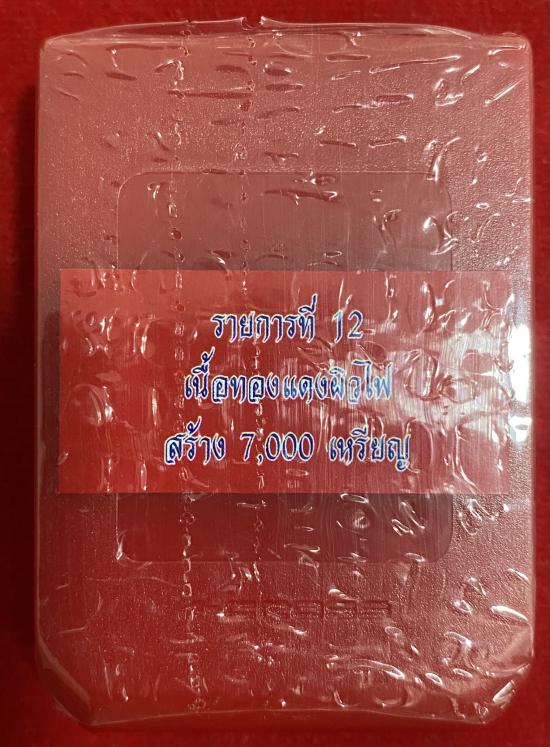 รายการที่ 12
เนื้อทองแดงผิวไฟ
สร้าง 7,000 เหรียญ